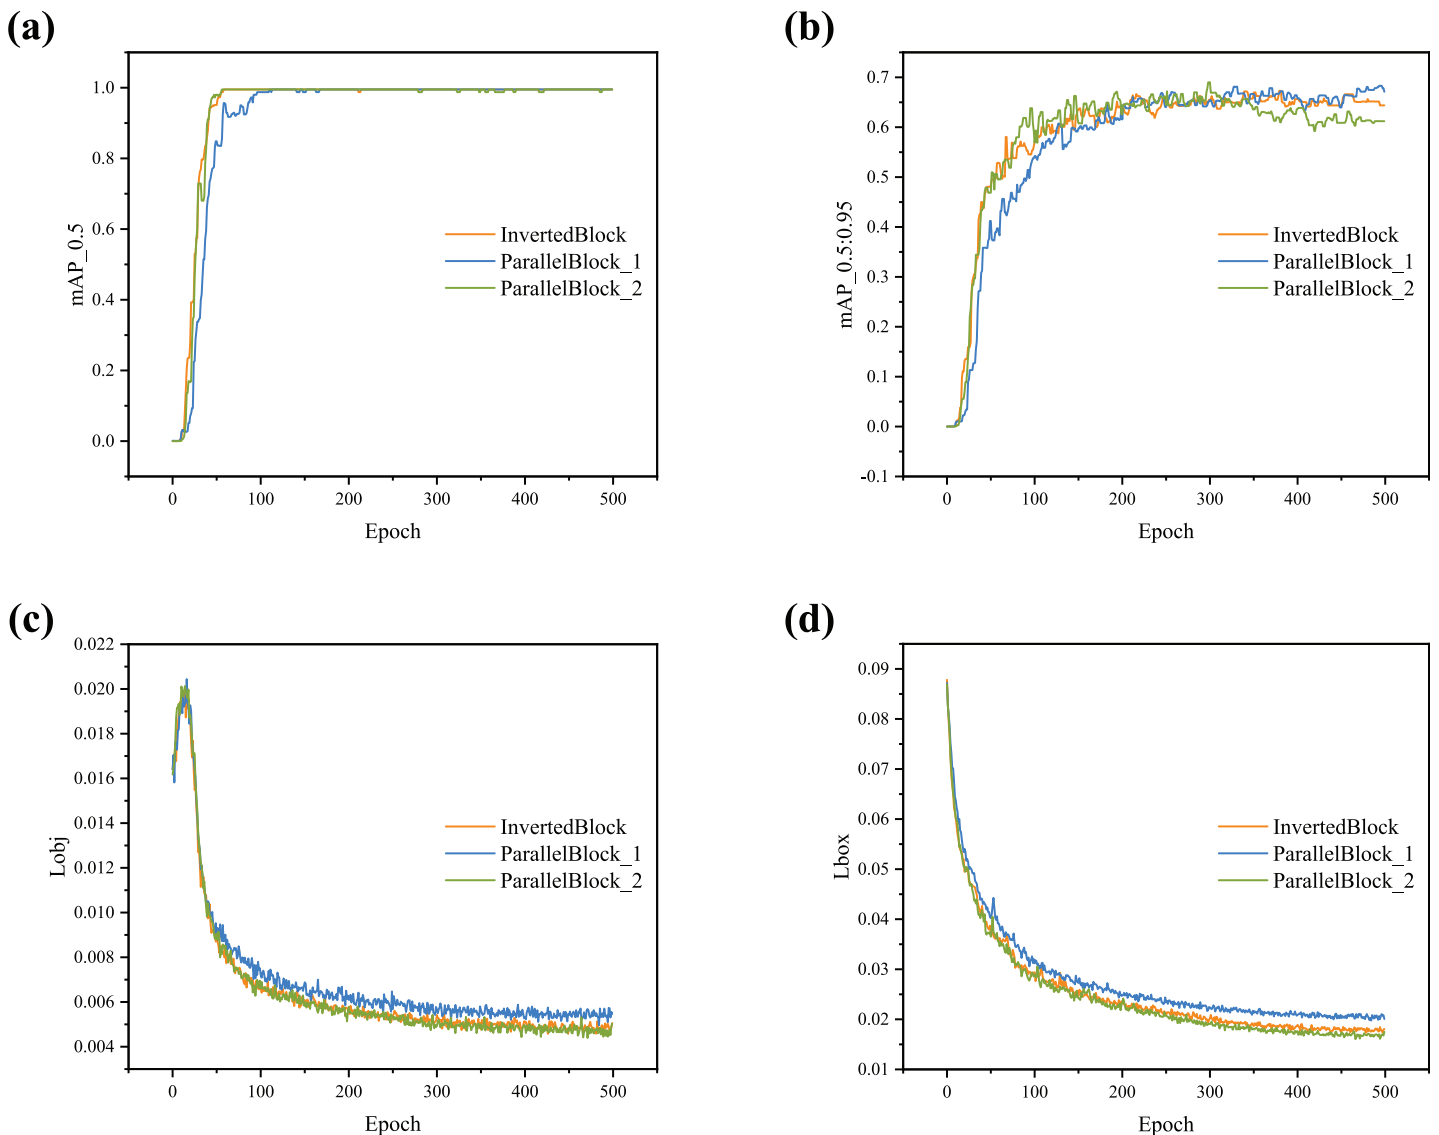 (a)
1.0
0.8
0.6
0.4
0.2
0.0
mAP_0.5
InvertedBlock
ParallelBlock_1
ParallelBlock_2
0 100 200 300 400 500
Epoch
(b)
0.7
0.6
0.5
0.4
0.3
0.2
0.1
0.0
-0.1
mAP_0.5:0.95
InvertedBlock
ParallelBlock_1
ParallelBlock_2
0 100 200 300 400 500
Epoch
(c)
0.022
0.020
0.018
0.016
0.014
0.012
0.010
0.008
0.006
0.004
Lobj
InvertedBlock
ParallelBlock_1
ParallelBlock_2
0 100 200 300 400 500
Epoch
(d)
0.09
0.08
0.07
0.06
0.05
0.04
0.03
0.02
0.01
Lbox
InvertedBlock
ParallelBlock_1
ParallelBlock_2
0 100 200 300 400 500
Epoch